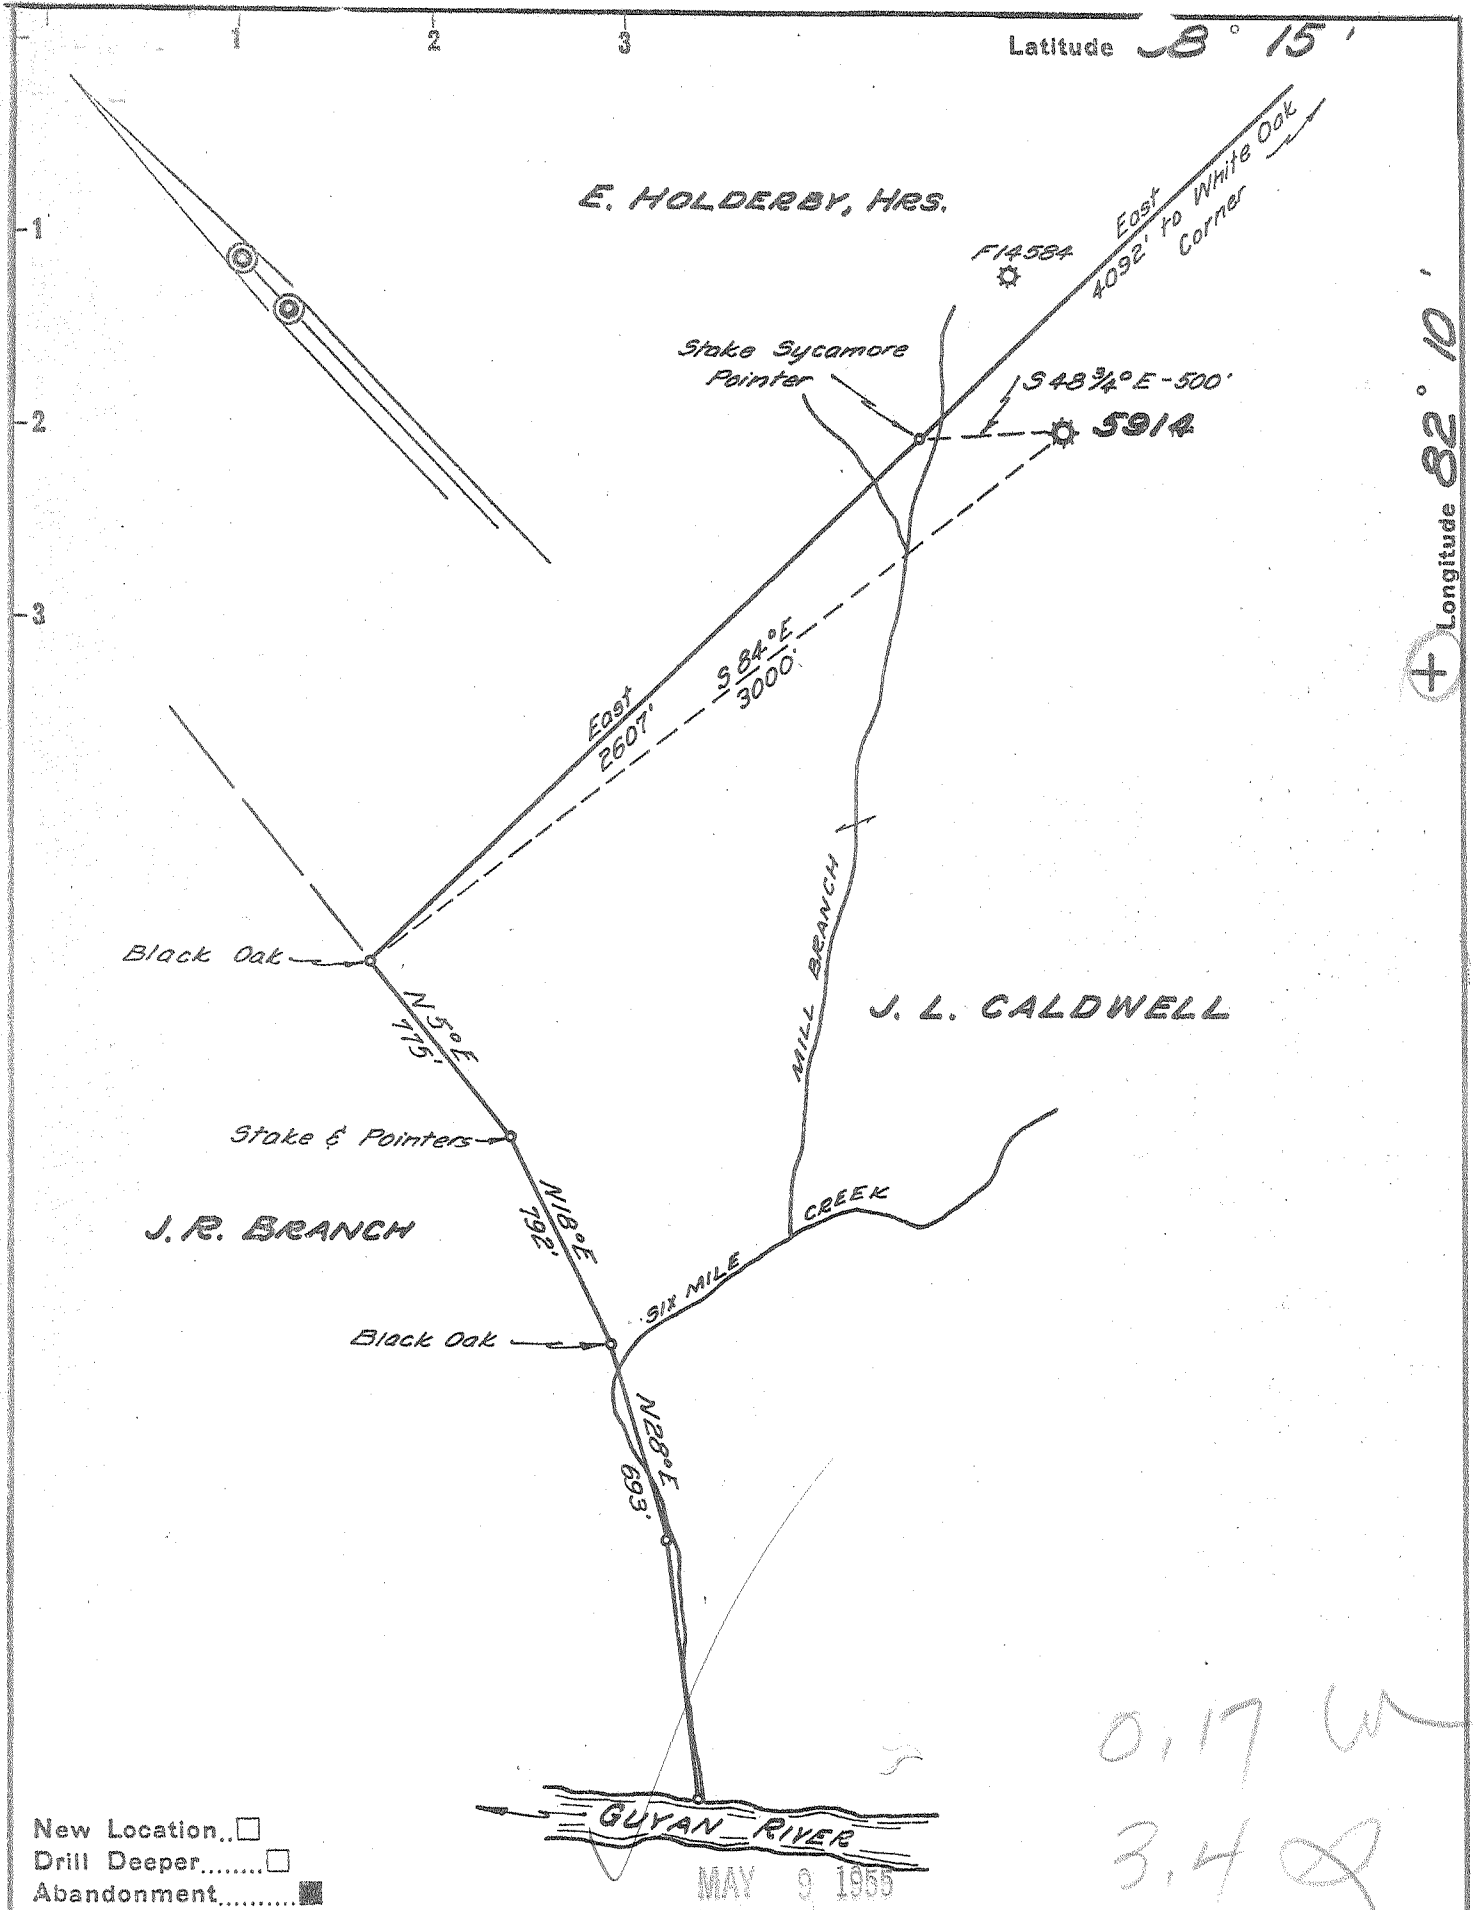 1 2 3
Latitude 38° 15'
E. HOLDERBY, HRS.
F14584
East
4092' to White Oak
Corner
-1
Stake Sycamore
Pointer
S 48 3/4° E - 500'
5914
-2
Longitude 82° 10'
-3
+
S 84° E
3000'
East
2607'
MILL BRANCH
Black Oak
N 5° E
775'
J. L. CALDWELL
Stake & Pointers
N 18° E
792'
J. R. BRANCH
SIX MILE CREEK
Black Oak
N 28° E
693'
0.17 W
3.4 S
GUYAN RIVER
MAY 9 1955
New Location..☐
Drill Deeper........☐
Abandonment..........■